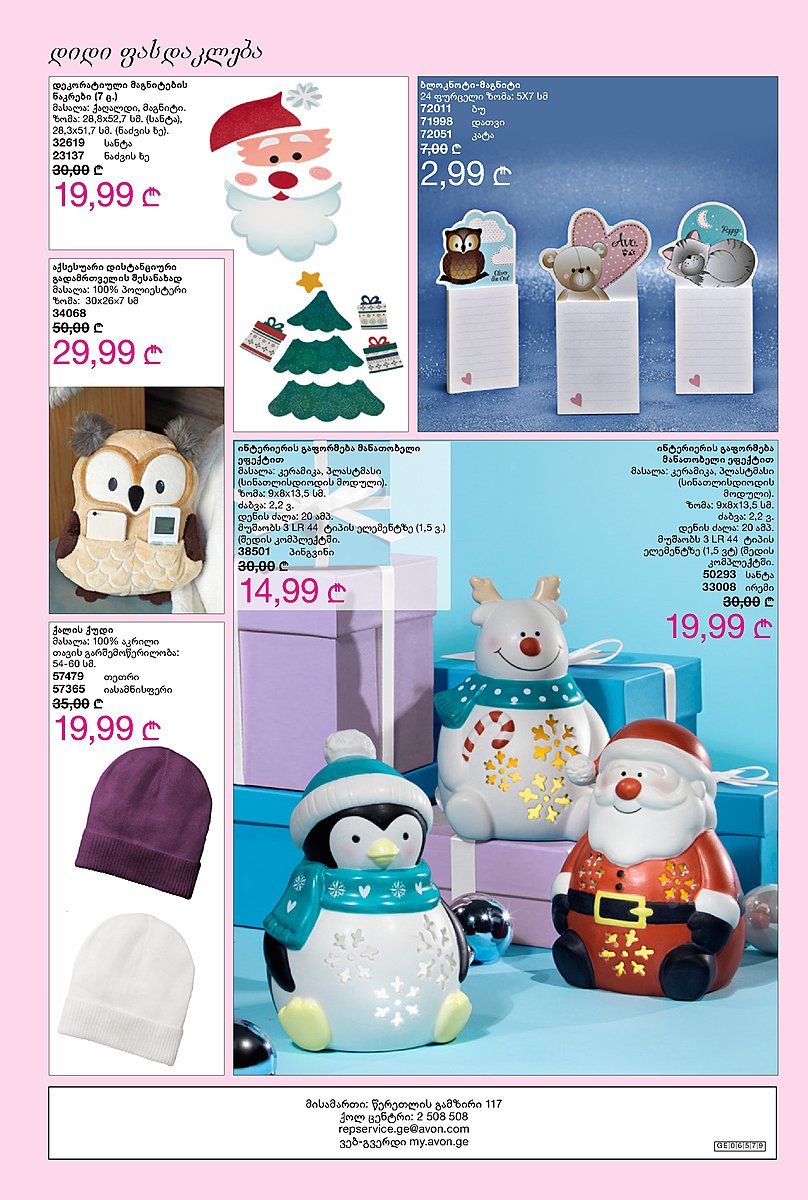 დიდი ფასდაკლება
დეკორატიული მაგნიტების
ნაკრები (7 ც.)
მასალა: ქაღალდი, მაგნიტი.
ზომა: 28,8x52,7 სმ. (სანტა),
28,3x51,7 სმ. (ნაძვის ხე).
32619 სანტა
23137 ნაძვის ხე
30,00 ₾
19,99 ₾
ბლოკნოტი-მაგნიტი
24 ფურცელი ზომა: 5X7 სმ
72011 ბუ
71998 დათვი
72051 კატა
7,00 ₾
2,99 ₾
აქსესუარი დისტანციური
გადამრთველის შესანახად
მასალა: 100% პოლიესტერი
ზომა: 30x26x7 სმ
34068
50,00 ₾
29,99 ₾
ინტერიერის გაფორმება მანათობელი
ეფექტით
მასალა: კერამიკა, პლასტმასი
(სინათლისდიოდის მოდული).
ზომა: 9x8x13,5 სმ.
ძაბვა: 2,2 ვ.
დენის ძალა: 20 ამპ.
მუშაობს 3 LR 44 ტიპის ელემენტზე (1,5 ვ.)
(შედის კომპლექტში.
38501 პინგვინი
30,00 ₾
14,99 ₾
ინტერიერის გაფორმება
მანათობელი ეფექტით
მასალა: კერამიკა, პლასტმასი
(სინათლისდიოდის
მოდული).
ზომა: 9x8x13,5 სმ.
ძაბვა: 2,2 ვ.
დენის ძალა: 20 ამპ.
მუშაობს 3 LR 44 ტიპის
ელემენტზე (1,5 ვტ) (შედის
კომპლექტში.
50293 სანტა
33008 ირემი
30,00 ₾
19,99 ₾
ქალის ქუდი
მასალა: 100% აკრილი
თავის გარშემოწერილობა:
54-60 სმ.
57479 თეთრი
57365 იასამნისფერი
35,00 ₾
19,99 ₾
მისამართი: წერეთლის გამზირი 117
ქოლ ცენტრი: 2 508 508
repservice.ge@avon.com
ვებ-გვერდი my.avon.ge
GE06579